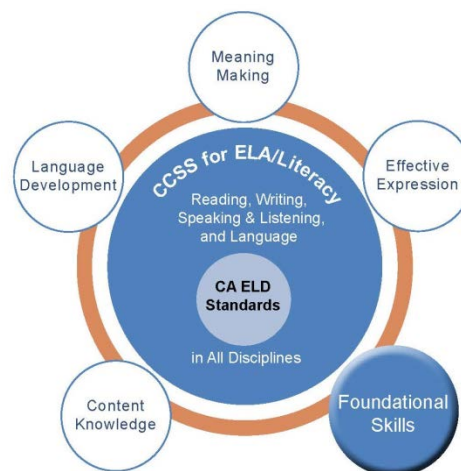 Meaning
Making
Language
Development
Effective
Expression
CCSS for ELA/Literacy
Reading, Writing,
Speaking & Listening,
and Language
CA ELD
Standards
in All Disciplines
Content
Knowledge
Foundational
Skills